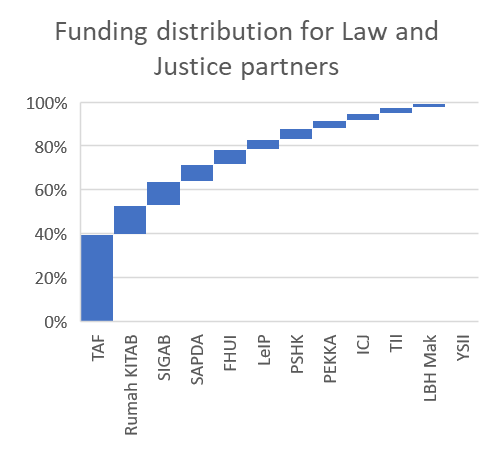 Funding distribution for Law and
Justice partners
100%
80%
60%
40%
20%
0%
TAF
Rumah KITAB
SIGAB
SAPDA
FHUI
LeIP
PSHK
PEKKA
ICJ
TII
LBH Mak
YSII